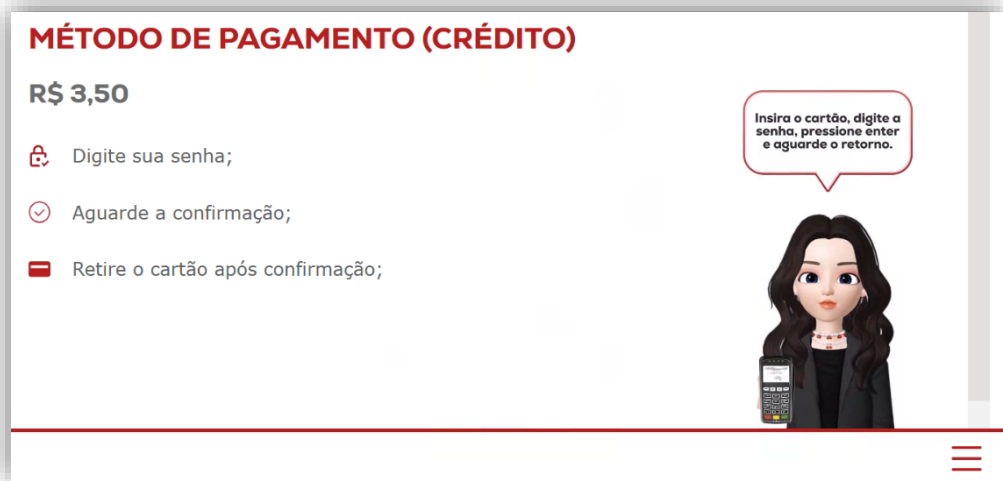 MÉTODO DE PAGAMENTO (CRÉDITO)
R$ 3,50
Digite sua senha;
Aguarde a confirmação;
Retire o cartão após confirmação;
Insira o cartão, digite a
senha, pressione enter
e aguarde o retorno.